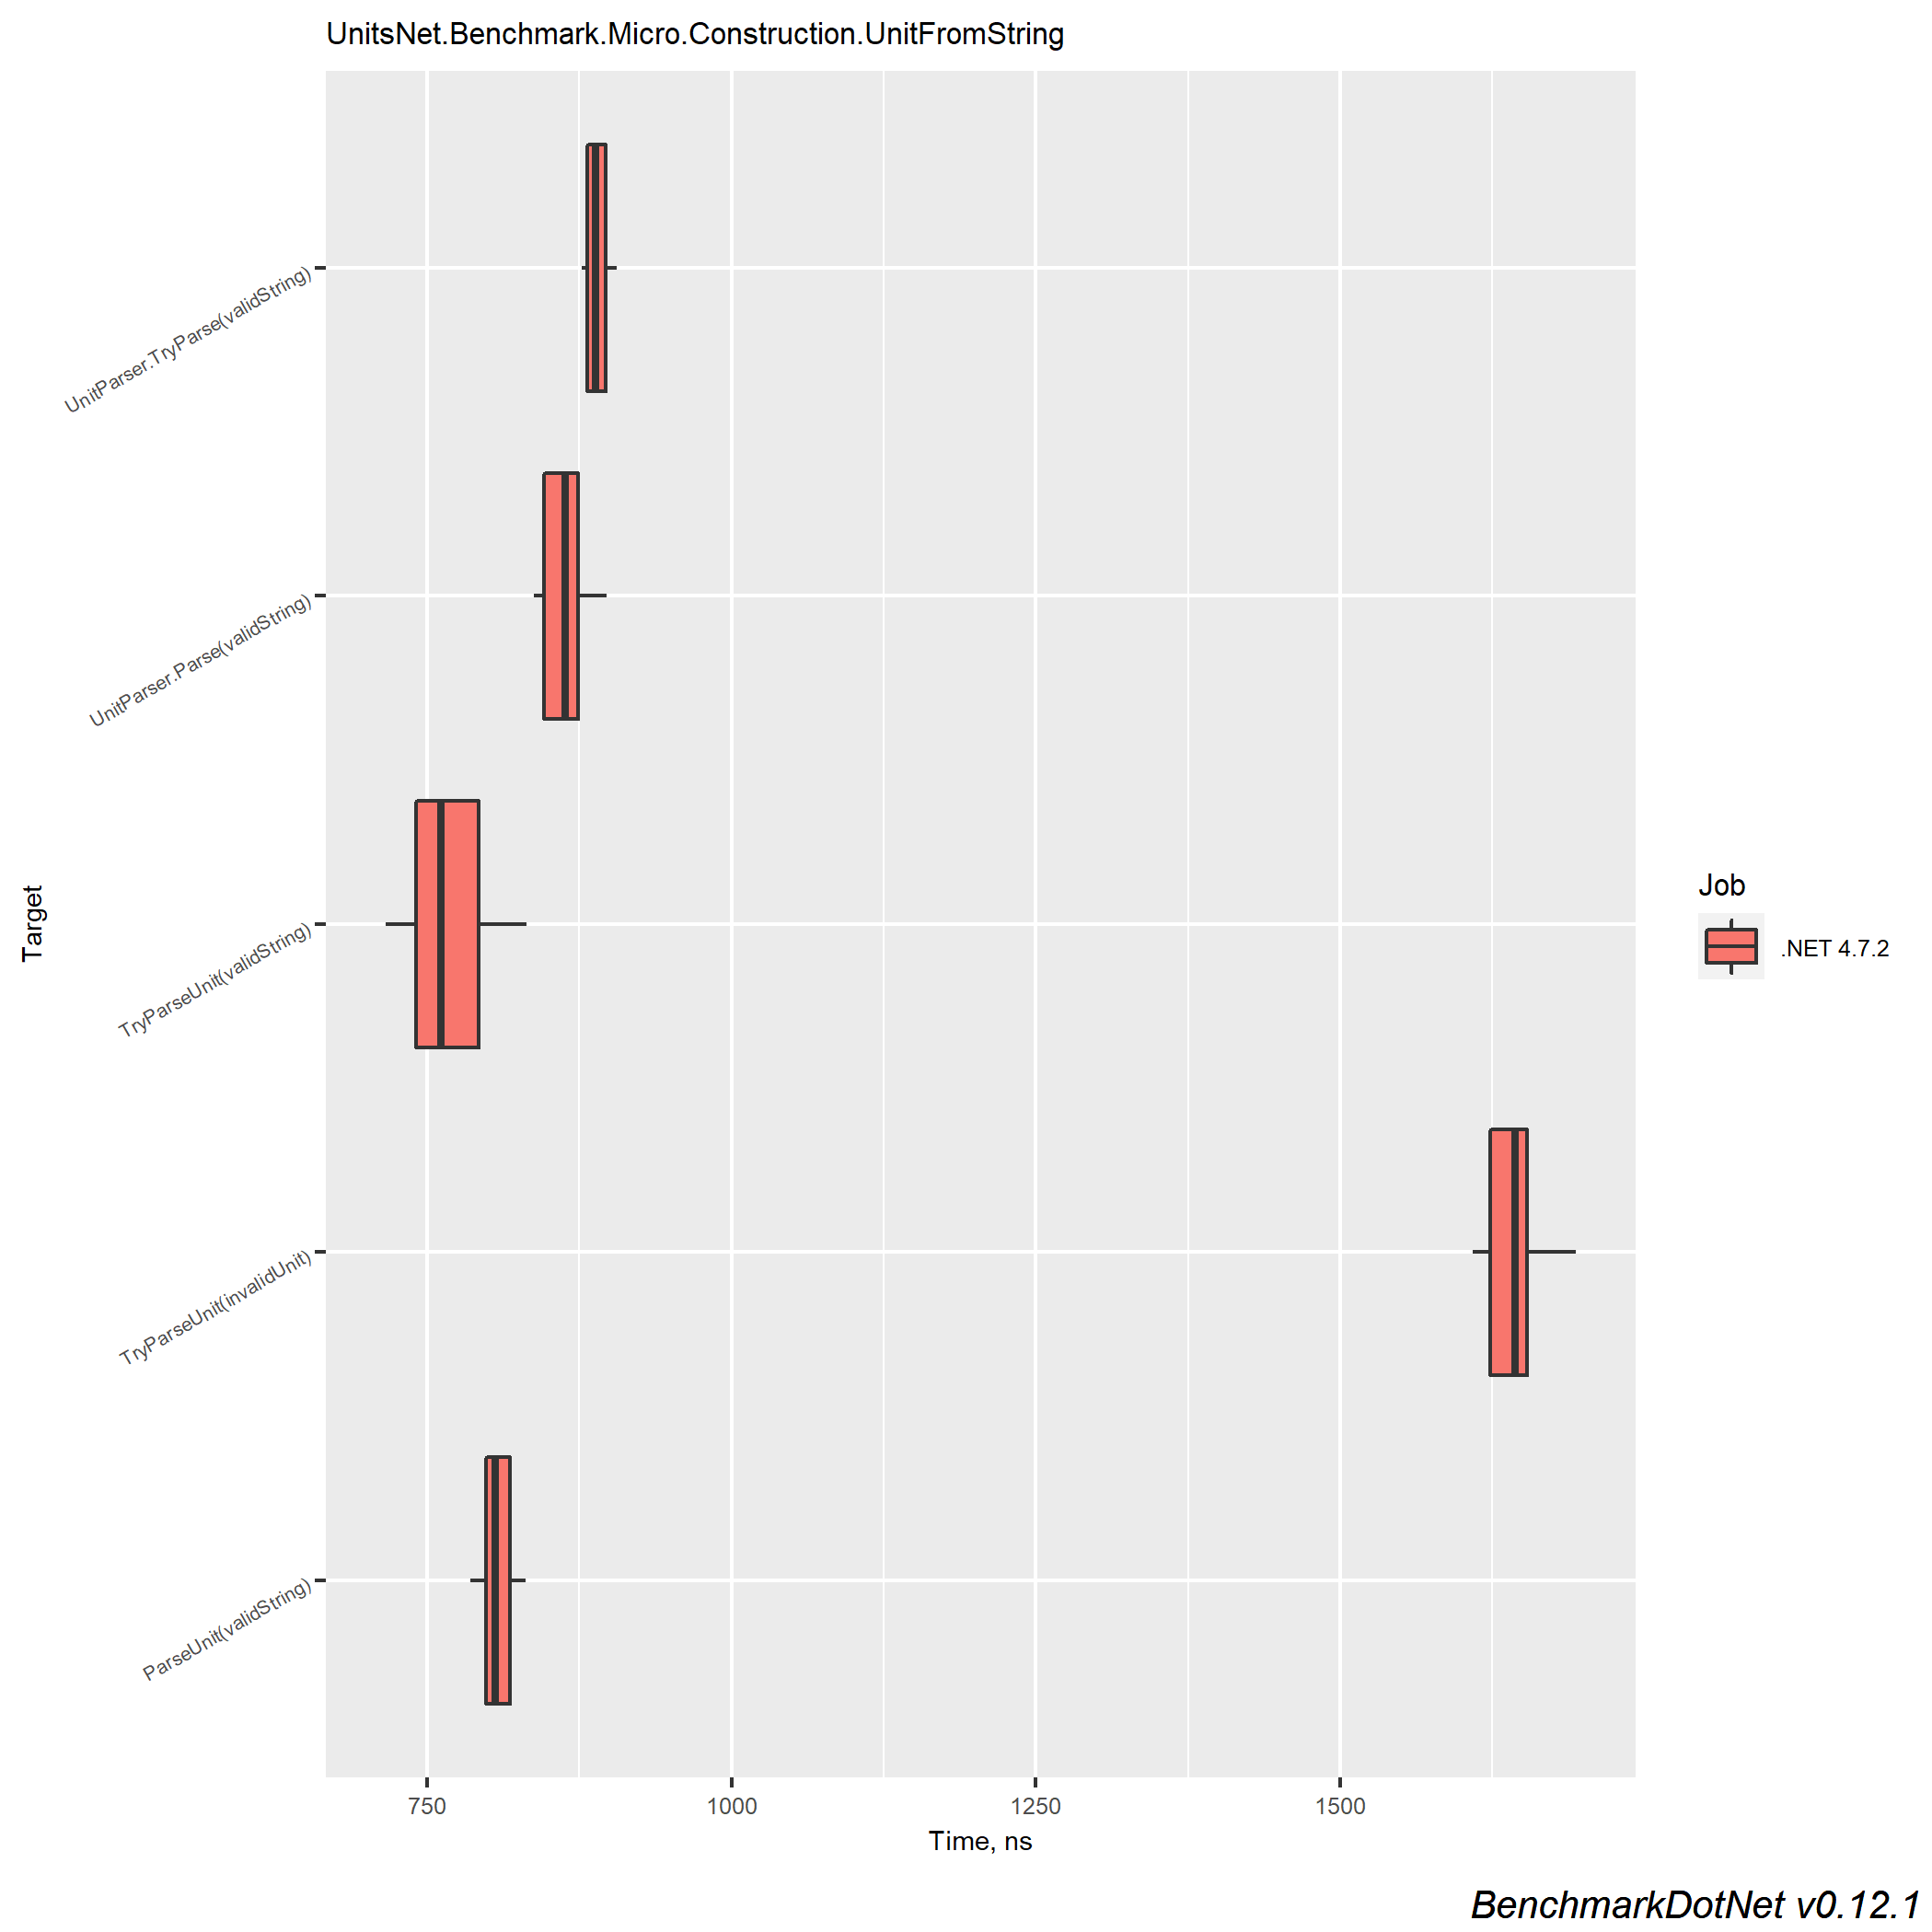 UnitsNet.Benchmark.Micro.Construction.UnitFromString
UnitParser.TryParse(validString)
UnitParser.Parse(validString)
TryParseUnit(validString)
TryParseUnit(invalidUnit)
ParseUnit(validString)
Target
750
1000
1250
1500
Time, ns
Job
.NET 4.7.2
BenchmarkDotNet v0.12.1